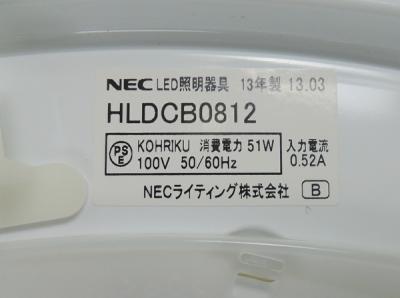 NEC LED照明器具 13年製 13.03
HLDCB0812
PSE KOHRIKU 消費電力 51W 入力電流
100V 50/60Hz 0.52A
NECライティング株式会社 B